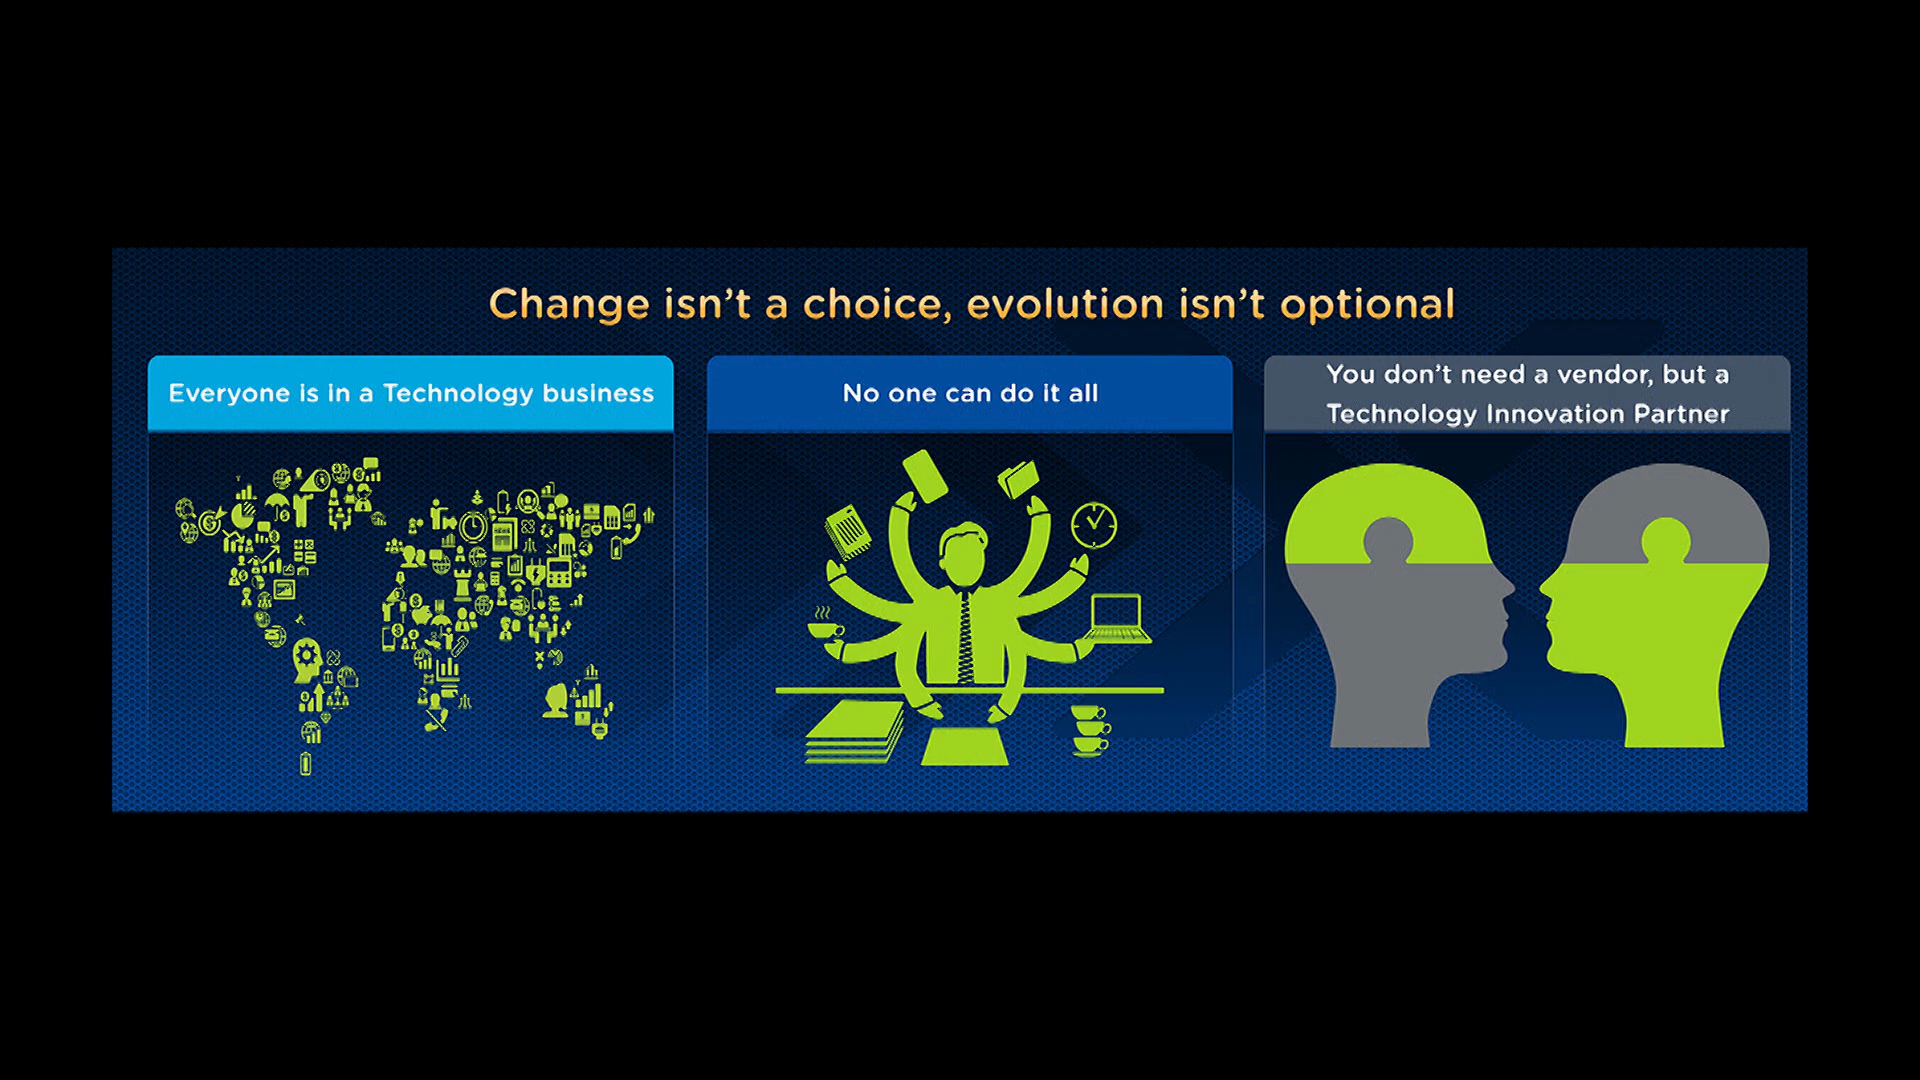 Change isn't a choice, evolution isn't optional
Everyone is in a Technology business
No one can do it all
You don't need a vendor, but a
Technology Innovation Partner